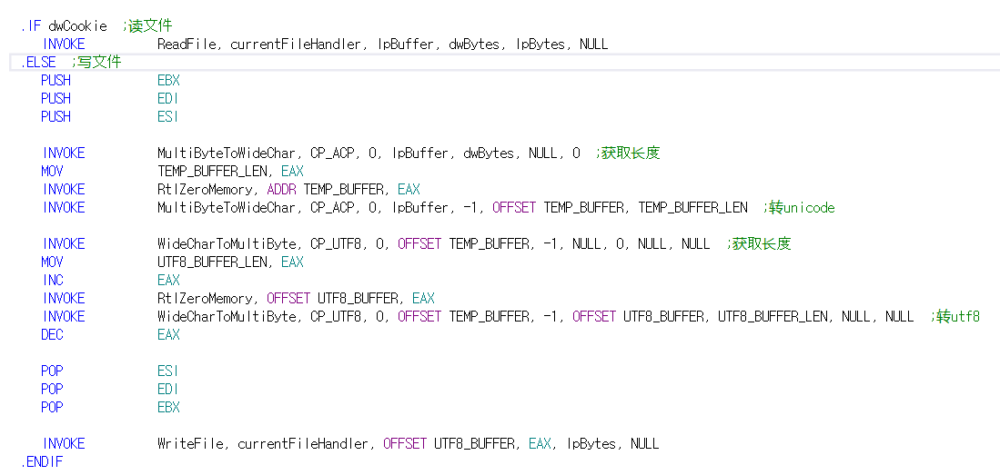 .IF dwCookie ;读文件
INVOKE ReadFile, currentFileHandler, lpBuffer, dwBytes, lpBytes, NULL
.ELSE ;写文件
PUSH EBX
PUSH EDI
PUSH ESI
INVOKE MultiByteToWideChar, CP_ACP, 0, lpBuffer, dwBytes, NULL, 0 ;获取长度
MOV TEMP_BUFFER_LEN, EAX
INVOKE RtlZeroMemory, ADDR TEMP_BUFFER, EAX
INVOKE MultiByteToWideChar, CP_ACP, 0, lpBuffer, -1, OFFSET TEMP_BUFFER, TEMP_BUFFER_LEN ;转unicode
INVOKE WideCharToMultiByte, CP_UTF8, 0, OFFSET TEMP_BUFFER, -1, NULL, 0, NULL, NULL ;获取长度
MOV UTF8_BUFFER_LEN, EAX
INC EAX
INVOKE RtlZeroMemory, OFFSET UTF8_BUFFER, EAX
INVOKE WideCharToMultiByte, CP_UTF8, 0, OFFSET TEMP_BUFFER, -1, OFFSET UTF8_BUFFER, UTF8_BUFFER_LEN, NULL, NULL ;转utf8
DEC EAX
POP ESI
POP EDI
POP EBX
INVOKE WriteFile, currentFileHandler, OFFSET UTF8_BUFFER, EAX, lpBytes, NULL
.ENDIF